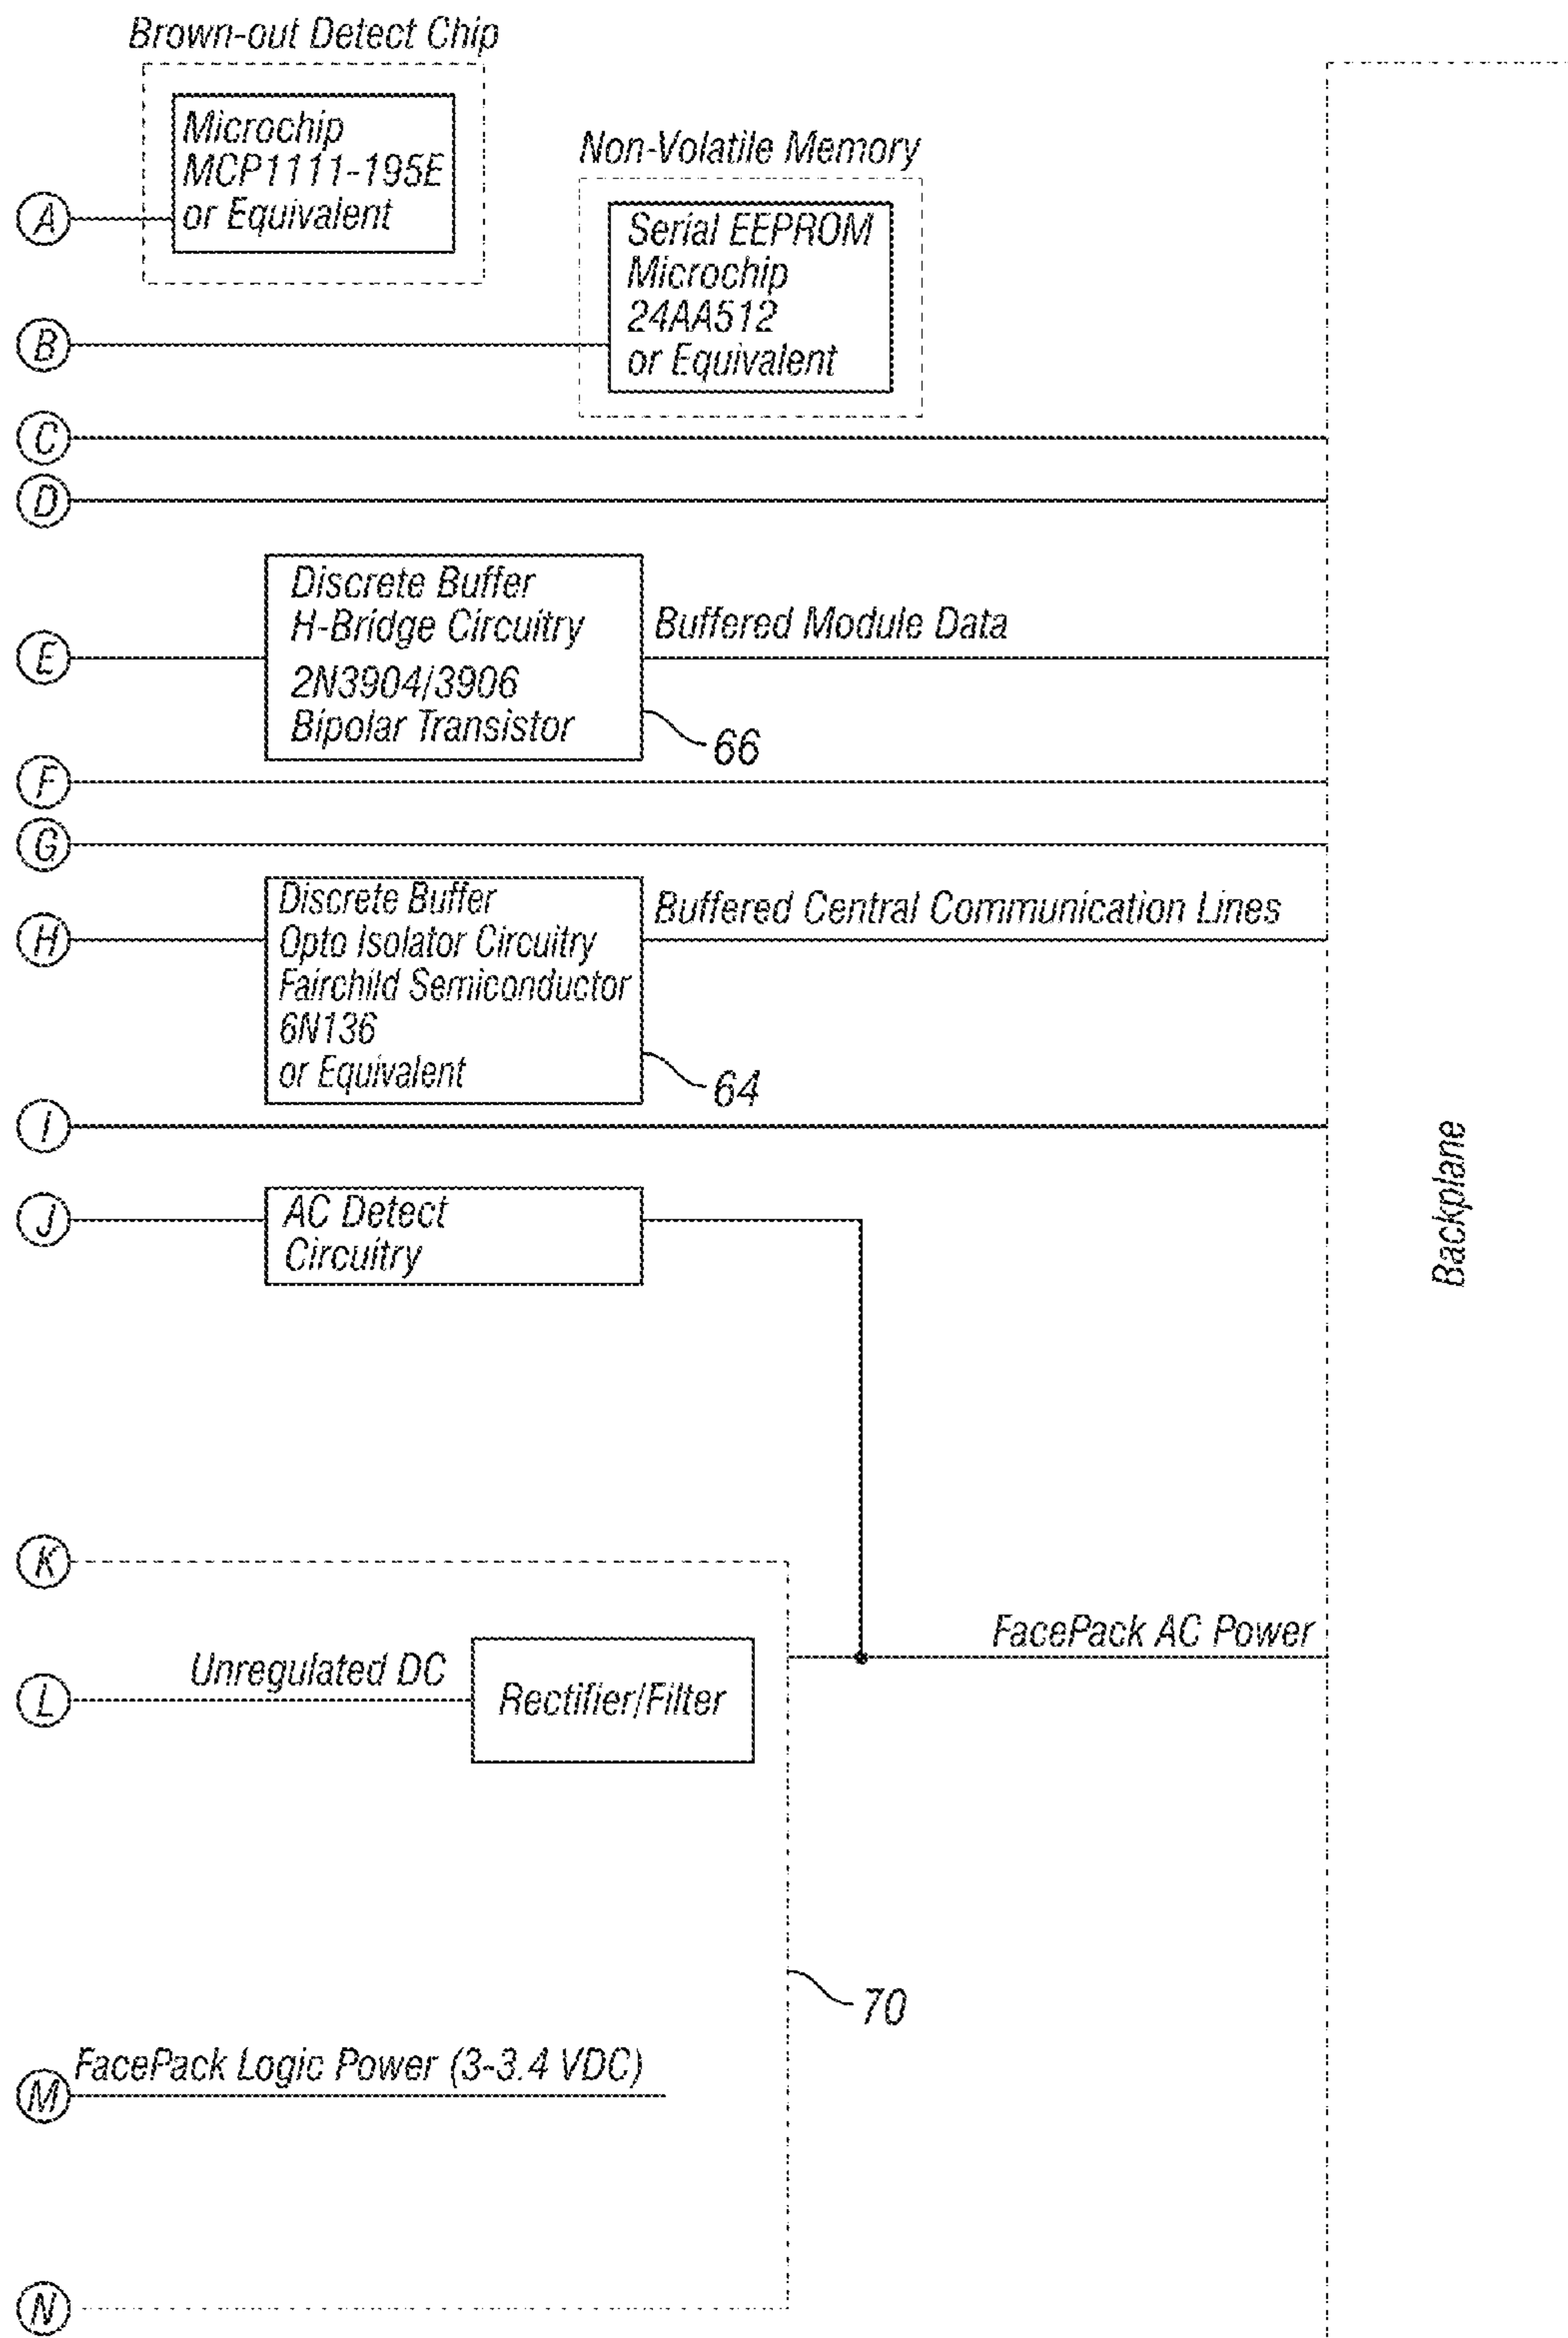 Brown-out Detect Chip
Microchip
MCP1111-195E
or Equivalent
A
Non-Volatile Memory
Serial EEPROM
Microchip
24AA512
or Equivalent
B
C
D
Discrete Buffer
H-Bridge Circuitry
2N3904/3906
Bipolar Transistor
E
Buffered Module Data
66
F
G
Discrete Buffer
Opto Isolator Circuitry
Fairchild Semiconductor
6N136
or Equivalent
H
Buffered Central Communication Lines
64
I
J
AC Detect
Circuitry
Backplane
K
FacePack AC Power
L
Unregulated DC
Rectifier/Filter
70
M
FacePack Logic Power (3-3.4 VDC)
N